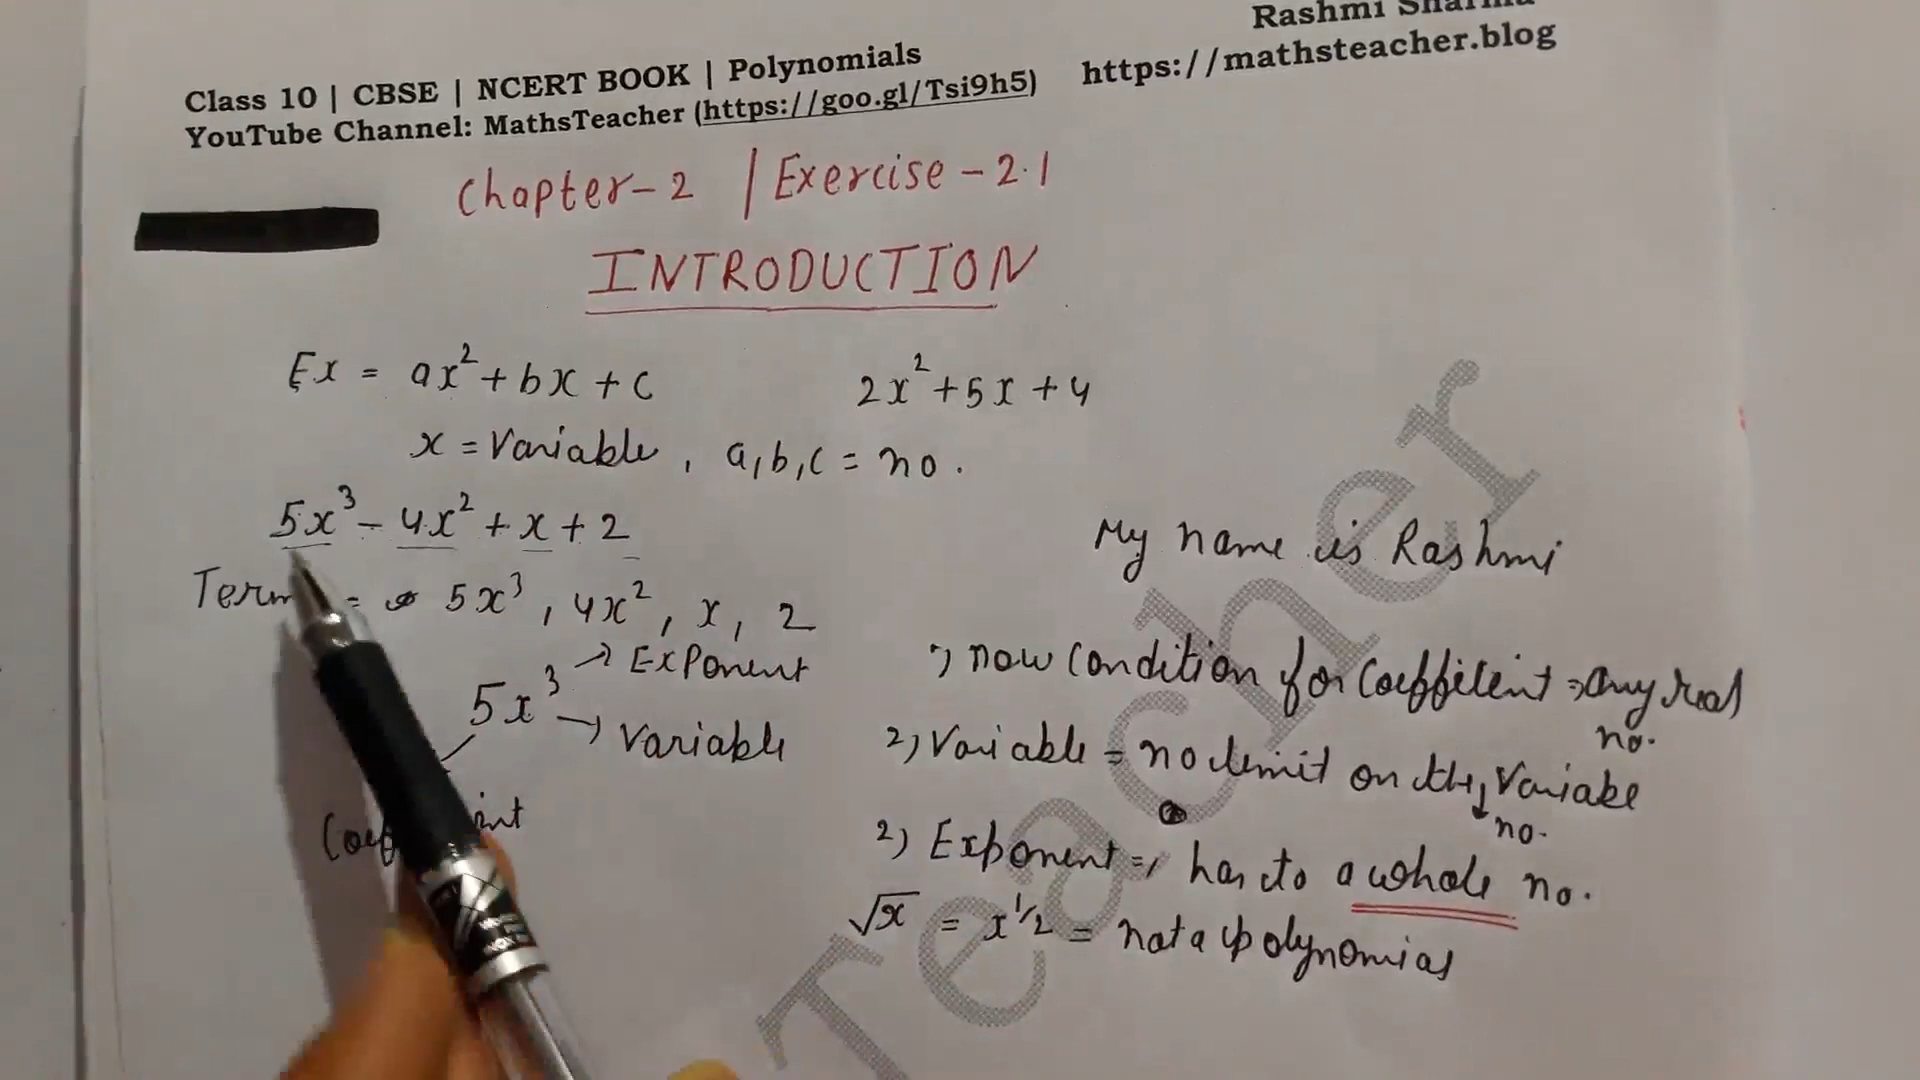 Rashmi Sharma
Class 10 | CBSE | NCERT BOOK | Polynomials
https://mathsteacher.blog
YouTube Channel: MathsTeacher (https://goo.gl/Tsi9h5)
Chapter-2 | Exercise-2.1
INTRODUCTION
Ex = ax² + bx + c
2x² + 5x + 4
x = Variable, a, b, c = no.
5x³ - 4x² + x + 2
My name is Rashmi
Term = 5x³, 4x², x, 2
5x³ → Exponent
→ Variable
1) now Condition for Coefficient => any real no.
2) Variable = no limit on the Variable
no.
2) Exponent => has to a whole no.
√x = x^1/2 = not a polynomial
Teacher